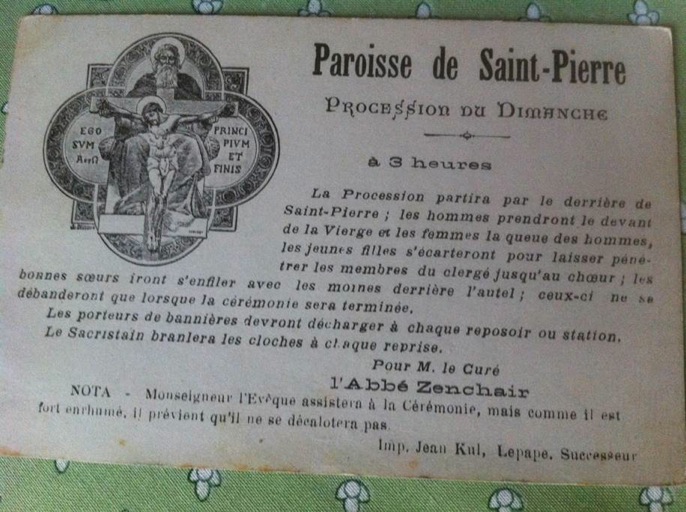 EGO
SVM
A ET Ω
PRINCI
PIVM
ET
FINIS
Paroisse de Saint-Pierre
PROCESSION DU DIMANCHE
à 3 heures
La Procession partira par le derrière de
Saint-Pierre ; les hommes prendront le devant
de la Vierge et les femmes la queue des hommes,
les jeunes filles s'écarteront pour laisser péné-
trer les membres du clergé jusqu'au chœur ; les
bonnes sœurs iront s'enfiler avec les moines derrière l'autel ; ceux-ci ne se
débanderont que lorsque la cérémonie sera terminée.
Les porteurs de bannières devront décharger à chaque reposoir ou station.
Le Sacristain branlera les cloches à chaque reprise.
Pour M. le Curé
l'Abbé Zenchair
NOTA - Monseigneur l'Evêque assistera à la Cérémonie, mais comme il est
fort enrhumé, il prévient qu'il ne se décalotera pas
Imp. Jean Kul, Lepape, Successeur